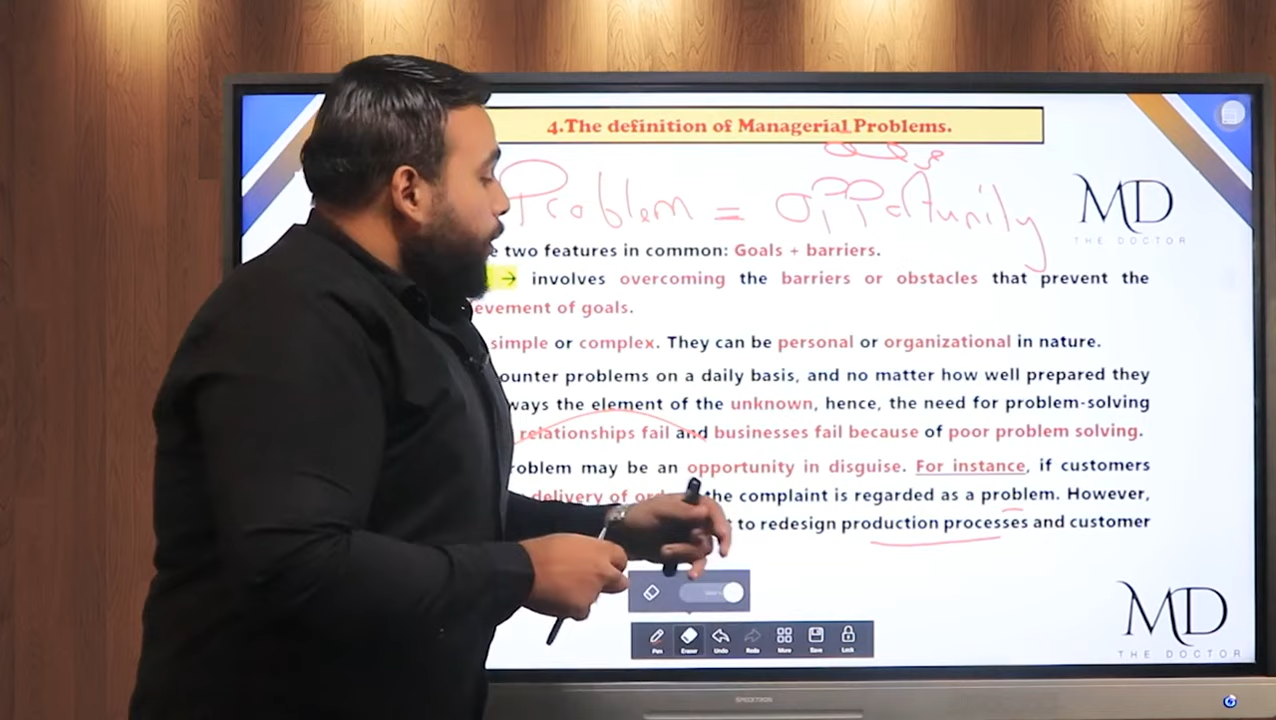 4.The definition of Managerial Problems.
Problem = opportunity
MD
THE DOCTOR
two features in common: Goals + barriers.
→ involves overcoming the barriers or obstacles that prevent the
evement of goals.
simple or complex. They can be personal or organizational in nature.
ounter problems on a daily basis, and no matter how well prepared they
ways the element of the unknown, hence, the need for problem-solving
relationships fail and businesses fail because of poor problem solving.
roblem may be an opportunity in disguise. For instance, if customers
delivery of the complaint is regarded as a problem. However,
to redesign production processes and customer
Pen Eraser Undo Redo More Save Lock
MD
THE DOCTOR
SPECKTRON